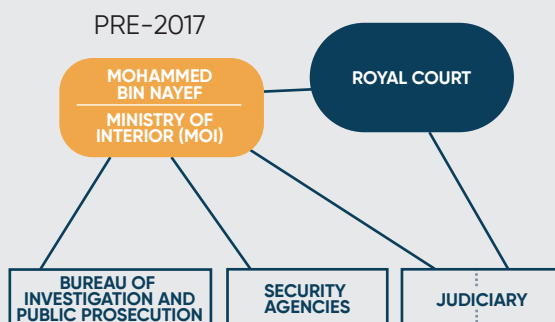 PRE-2017
MOHAMMED
BIN NAYEF
MINISTRY OF
INTERIOR (MOI)
ROYAL COURT
BUREAU OF
INVESTIGATION AND
PUBLIC PROSECUTION
SECURITY
AGENCIES
JUDICIARY